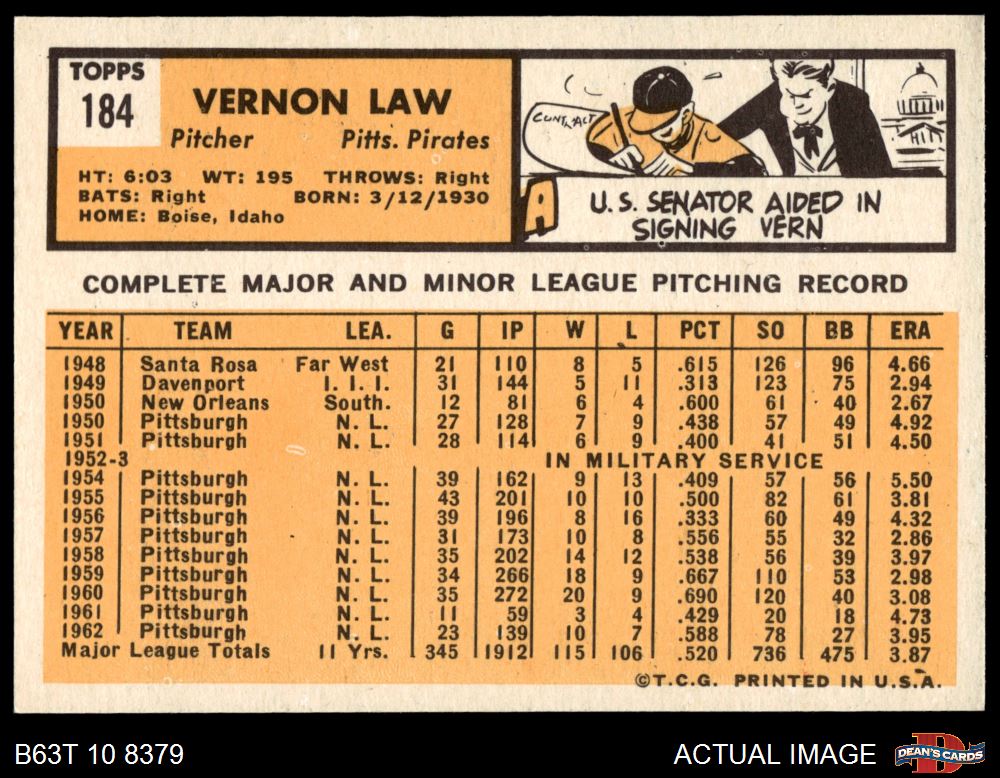 TOPPS
184
VERNON LAW
Pitcher Pitts. Pirates
HT: 6:03 WT: 195 THROWS: Right
BATS: Right BORN: 3/12/1930
HOME: Boise, Idaho
CONTRACT
U.S. SENATOR AIDED IN
SIGNING VERN
COMPLETE MAJOR AND MINOR LEAGUE PITCHING RECORD
YEAR TEAM LEA. G IP W L PCT SO BB ERA
1948 Santa Rosa Far West 21 110 8 5 .615 126 96 4.66
1949 Davenport I. I. I. 31 144 5 11 .313 123 75 2.94
1950 New Orleans South. 12 81 6 4 .600 61 40 2.67
1950 Pittsburgh N. L. 27 128 7 9 .438 57 49 4.92
1951 Pittsburgh N. L. 28 114 6 9 .400 41 51 4.50
1952-3 IN MILITARY SERVICE
1954 Pittsburgh N. L. 39 162 9 13 .409 57 56 5.50
1955 Pittsburgh N. L. 43 201 10 10 .500 82 61 3.81
1956 Pittsburgh N. L. 39 196 8 16 .333 60 49 4.32
1957 Pittsburgh N. L. 31 173 10 8 .556 55 32 2.86
1958 Pittsburgh N. L. 35 202 14 12 .538 56 39 3.97
1959 Pittsburgh N. L. 34 266 18 9 .667 110 53 2.98
1960 Pittsburgh N. L. 35 272 20 9 .690 120 40 3.08
1961 Pittsburgh N. L. 11 59 3 4 .429 20 18 4.73
1962 Pittsburgh N. L. 23 139 10 7 .588 78 27 3.95
Major League Totals 11 Yrs. 345 1912 115 106 .520 736 475 3.87
©T.C.G. PRINTED IN U.S.A.
B63T 10 8379 ACTUAL IMAGE DEAN'S CARDS